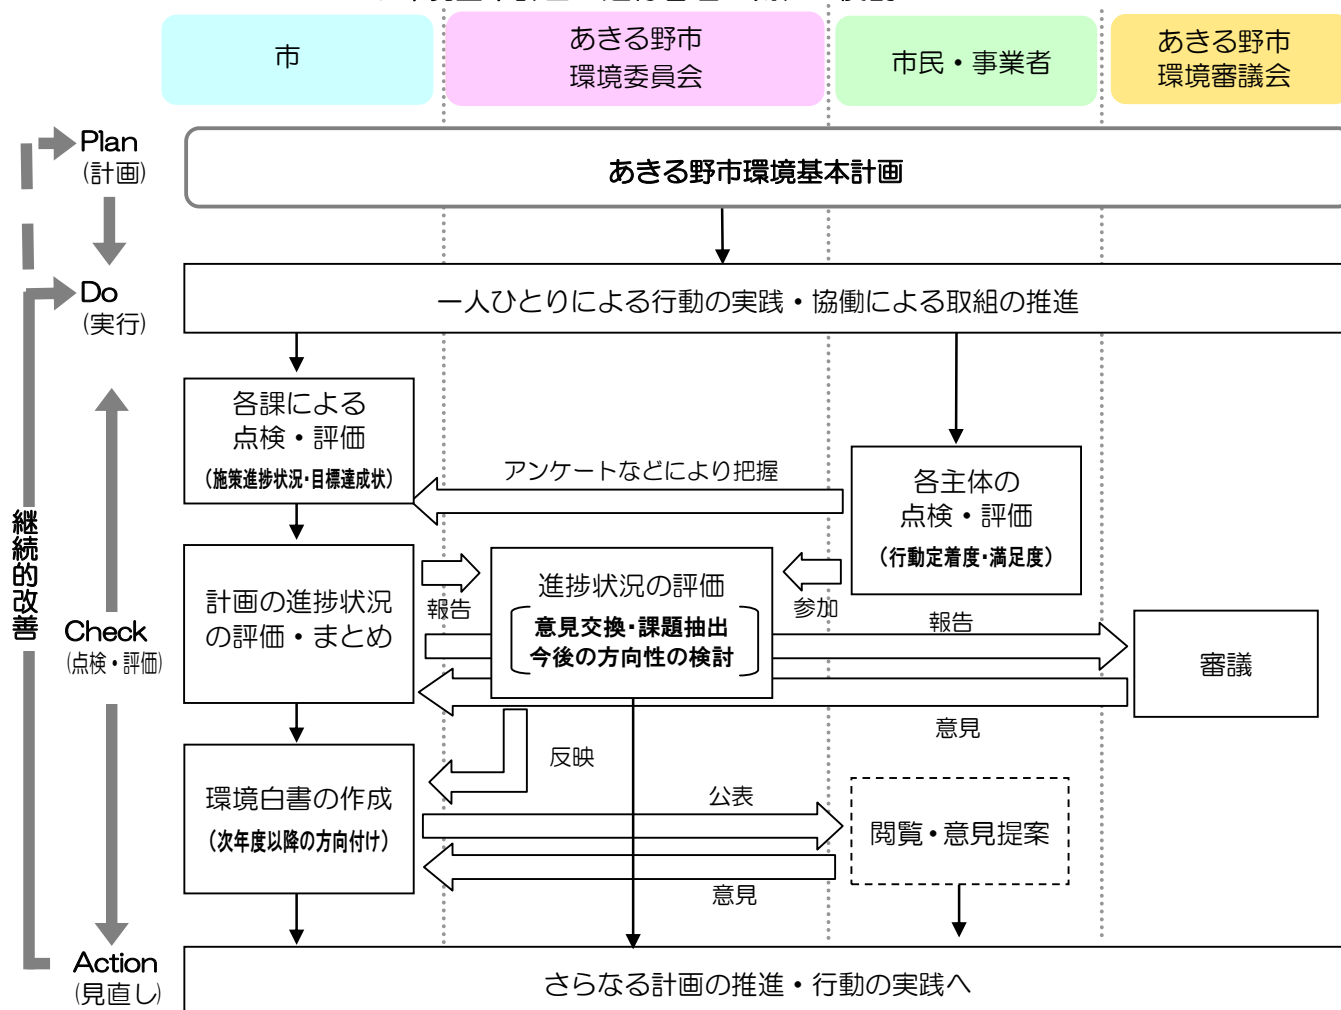 市
あきる野市
環境委員会
市民・事業者
あきる野市
環境審議会
Plan
(計画)
あきる野市環境基本計画
Do
(実行)
一人ひとりによる行動の実践・協働による取組の推進
各課による
点検・評価
(施策進捗状況・目標達成状)
アンケートなどにより把握
各主体の
点検・評価
(行動定着度・満足度)
継続的改善
Check
(点検・評価)
計画の進捗状況
の評価・まとめ
報告
進捗状況の評価
意見交換・課題抽出
今後の方向性の検討
参加
報告
審議
意見
反映
環境白書の作成
(次年度以降の方向付け)
公表
閲覧・意見提案
意見
Action
(見直し)
さらなる計画の推進・行動の実践へ